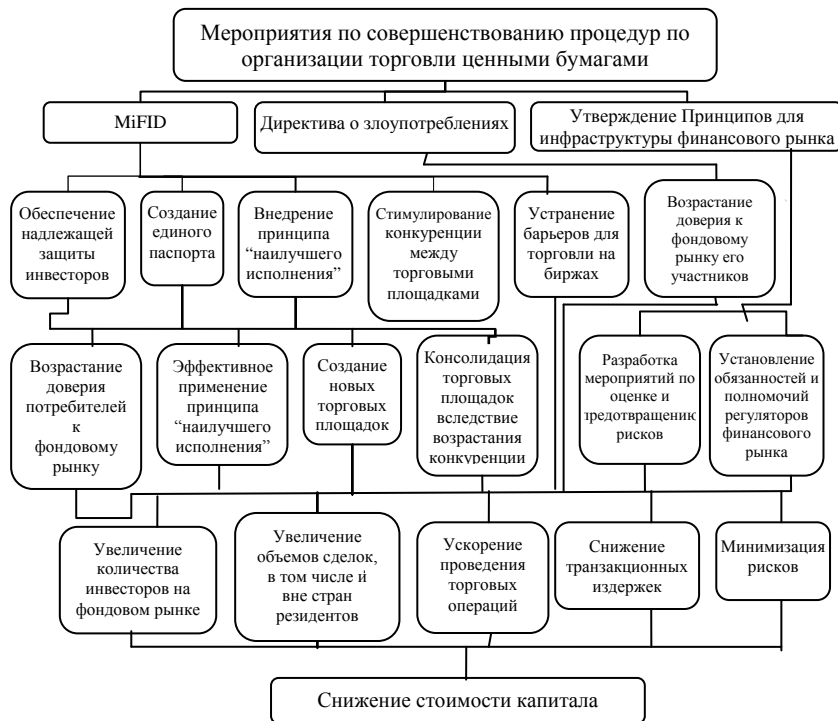 Мероприятия по совершенствованию процедур по
организации торговли ценными бумагами
MiFID
Директива о злоупотреблениях
Утверждение Принципов для
инфраструктуры финансового рынка
Обеспечение
надлежащей
защиты
инвесторов
Создание
единого
паспорта
Внедрение
принципа
“наилучшего
исполнения”
Стимулирование
конкуренции
между
торговыми
площадками
Устранение
барьеров для
торговли на
биржах
Возрастание
доверия к
фондовому
рынку его
участников
Возрастание
доверия
потребителей
к
фондовому
рынку
Эффективное
применение
принципа
“наилучшего
исполнения”
Создание
новых
торговых
площадок
Консолидация
торговых
площадок
вследствие
возрастания
конкуренции
Разработка
мероприятий по
оценке и
предотвращению
рисков
Установление
обязанностей и
полномочий
регуляторов
финансового
рынка
Увеличение
количества
инвесторов на
фондовом рынке
Увеличение
объемов сделок,
в том числе и
вне стран
резидентов
Ускорение
проведения
торговых
операций
Снижение
транзакционных
издержек
Минимизация
рисков
Снижение стоимости капитала